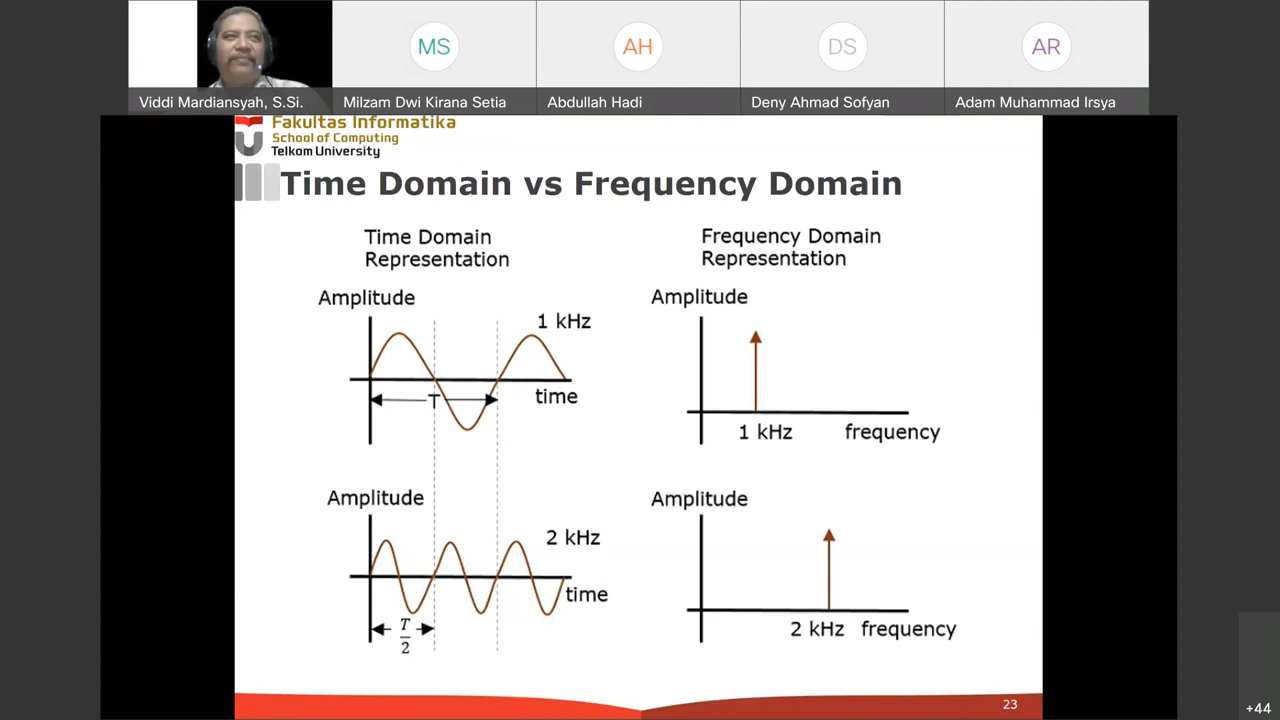 MS
AH
DS
AR
Viddi Mardiansyah, S.Si.
Milzam Dwi Kirana Setia
Abdullah Hadi
Deny Ahmad Sofyan
Adam Muhammad Irsya
Fakultas Informatika
School of Computing
Telkom University
Time Domain vs Frequency Domain
Time Domain
Representation
Frequency Domain
Representation
Amplitude
1 kHz
T
time
Amplitude
1 kHz
frequency
Amplitude
2 kHz
time
T
2
Amplitude
2 kHz
frequency
23
+44